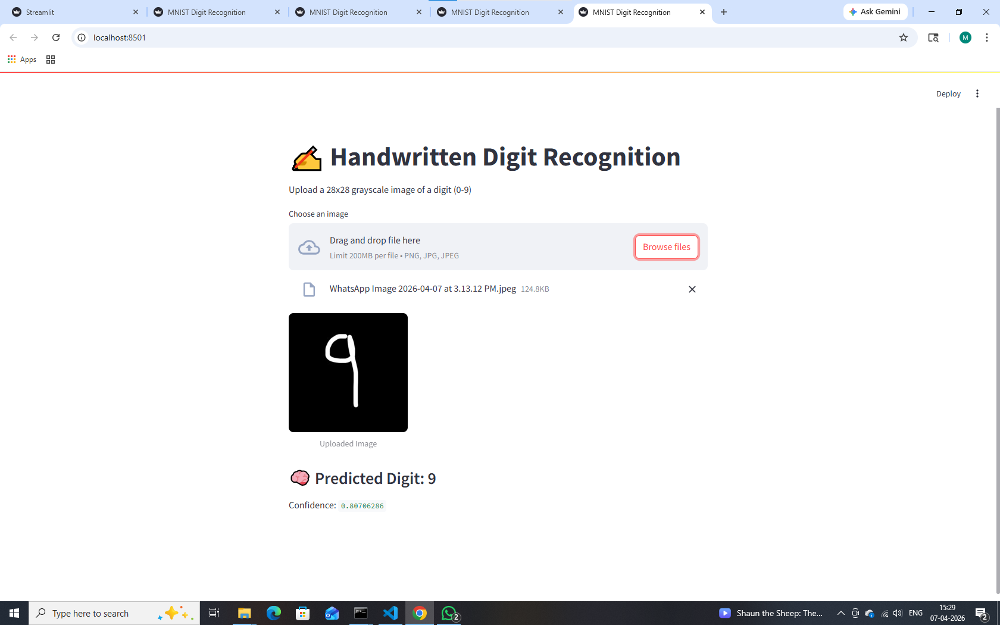 Streamlit
MNIST Digit Recognition
MNIST Digit Recognition
MNIST Digit Recognition
MNIST Digit Recognition
Ask Gemini
localhost:8501
M
Apps
Deploy
Handwritten Digit Recognition
Upload a 28x28 grayscale image of a digit (0-9)
Choose an image
Drag and drop file here
Limit 200MB per file • PNG, JPG, JPEG
Browse files
WhatsApp Image 2026-04-07 at 3.13.12 PM.jpeg 124.8KB
9
Uploaded Image
Predicted Digit: 9
Confidence: 0.80706286
Type here to search
2
Shaun the Sheep: The...
ENG
15:29
07-04-2026
2